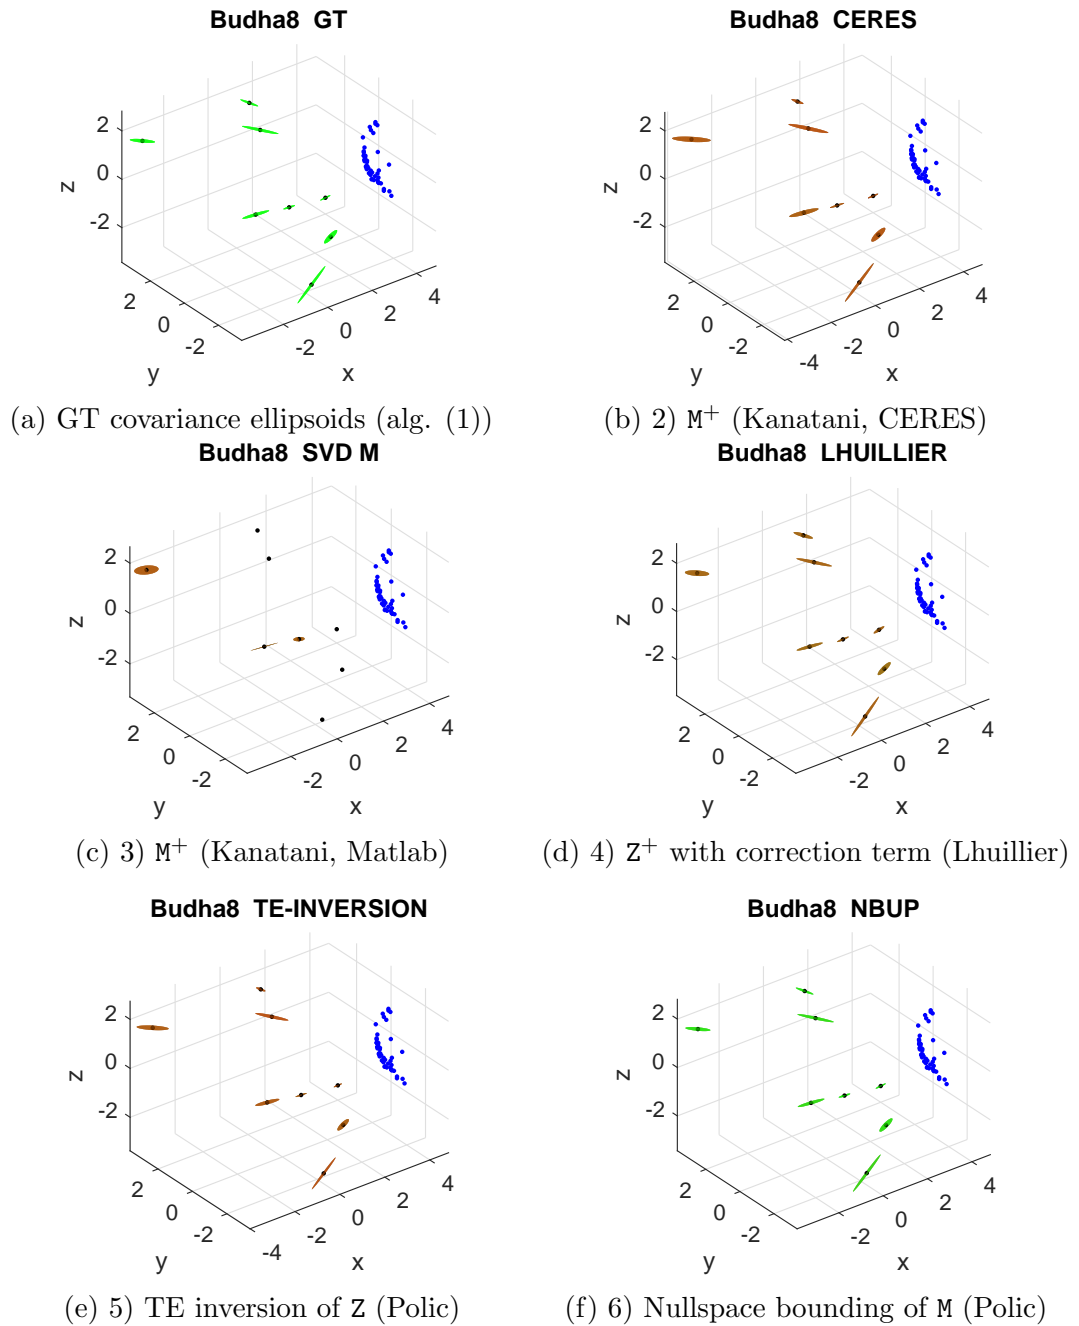 Budha8 GT
2
0
-2
z
2
0
-2
y
-2
0
2
4
x
(a) GT covariance ellipsoids (alg. (1))
Budha8 CERES
2
0
-2
z
2
0
-2
y
-4
-2
0
2
4
x
(b) 2) M⁺ (Kanatani, CERES)
Budha8 SVD M
2
0
-2
z
2
0
-2
y
-2
0
2
4
x
(c) 3) M⁺ (Kanatani, Matlab)
Budha8 LHUILLIER
2
0
-2
z
2
0
-2
y
-2
0
2
4
x
(d) 4) Z⁺ with correction term (Lhuillier)
Budha8 TE-INVERSION
2
0
-2
z
2
0
-2
y
-4
-2
0
2
4
x
(e) 5) TE inversion of Z (Polic)
Budha8 NBUP
2
0
-2
z
2
0
-2
y
-2
0
2
4
x
(f) 6) Nullspace bounding of M (Polic)